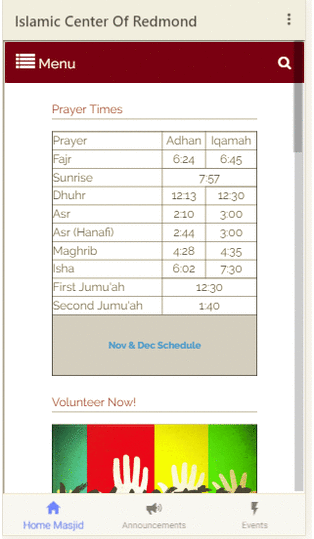 Islamic Center Of Redmond
Menu
Prayer Times
Prayer Adhan Iqamah
Fajr 6:24 6:45
Sunrise 7:57
Dhuhr 12:13 12:30
Asr 2:10 3:00
Asr (Hanafi) 2:44 3:00
Maghrib 4:28 4:35
Isha 6:02 7:30
First Jumu'ah 12:30
Second Jumu'ah 1:40
Nov & Dec Schedule
Volunteer Now!
Home Masjid Announcements Events